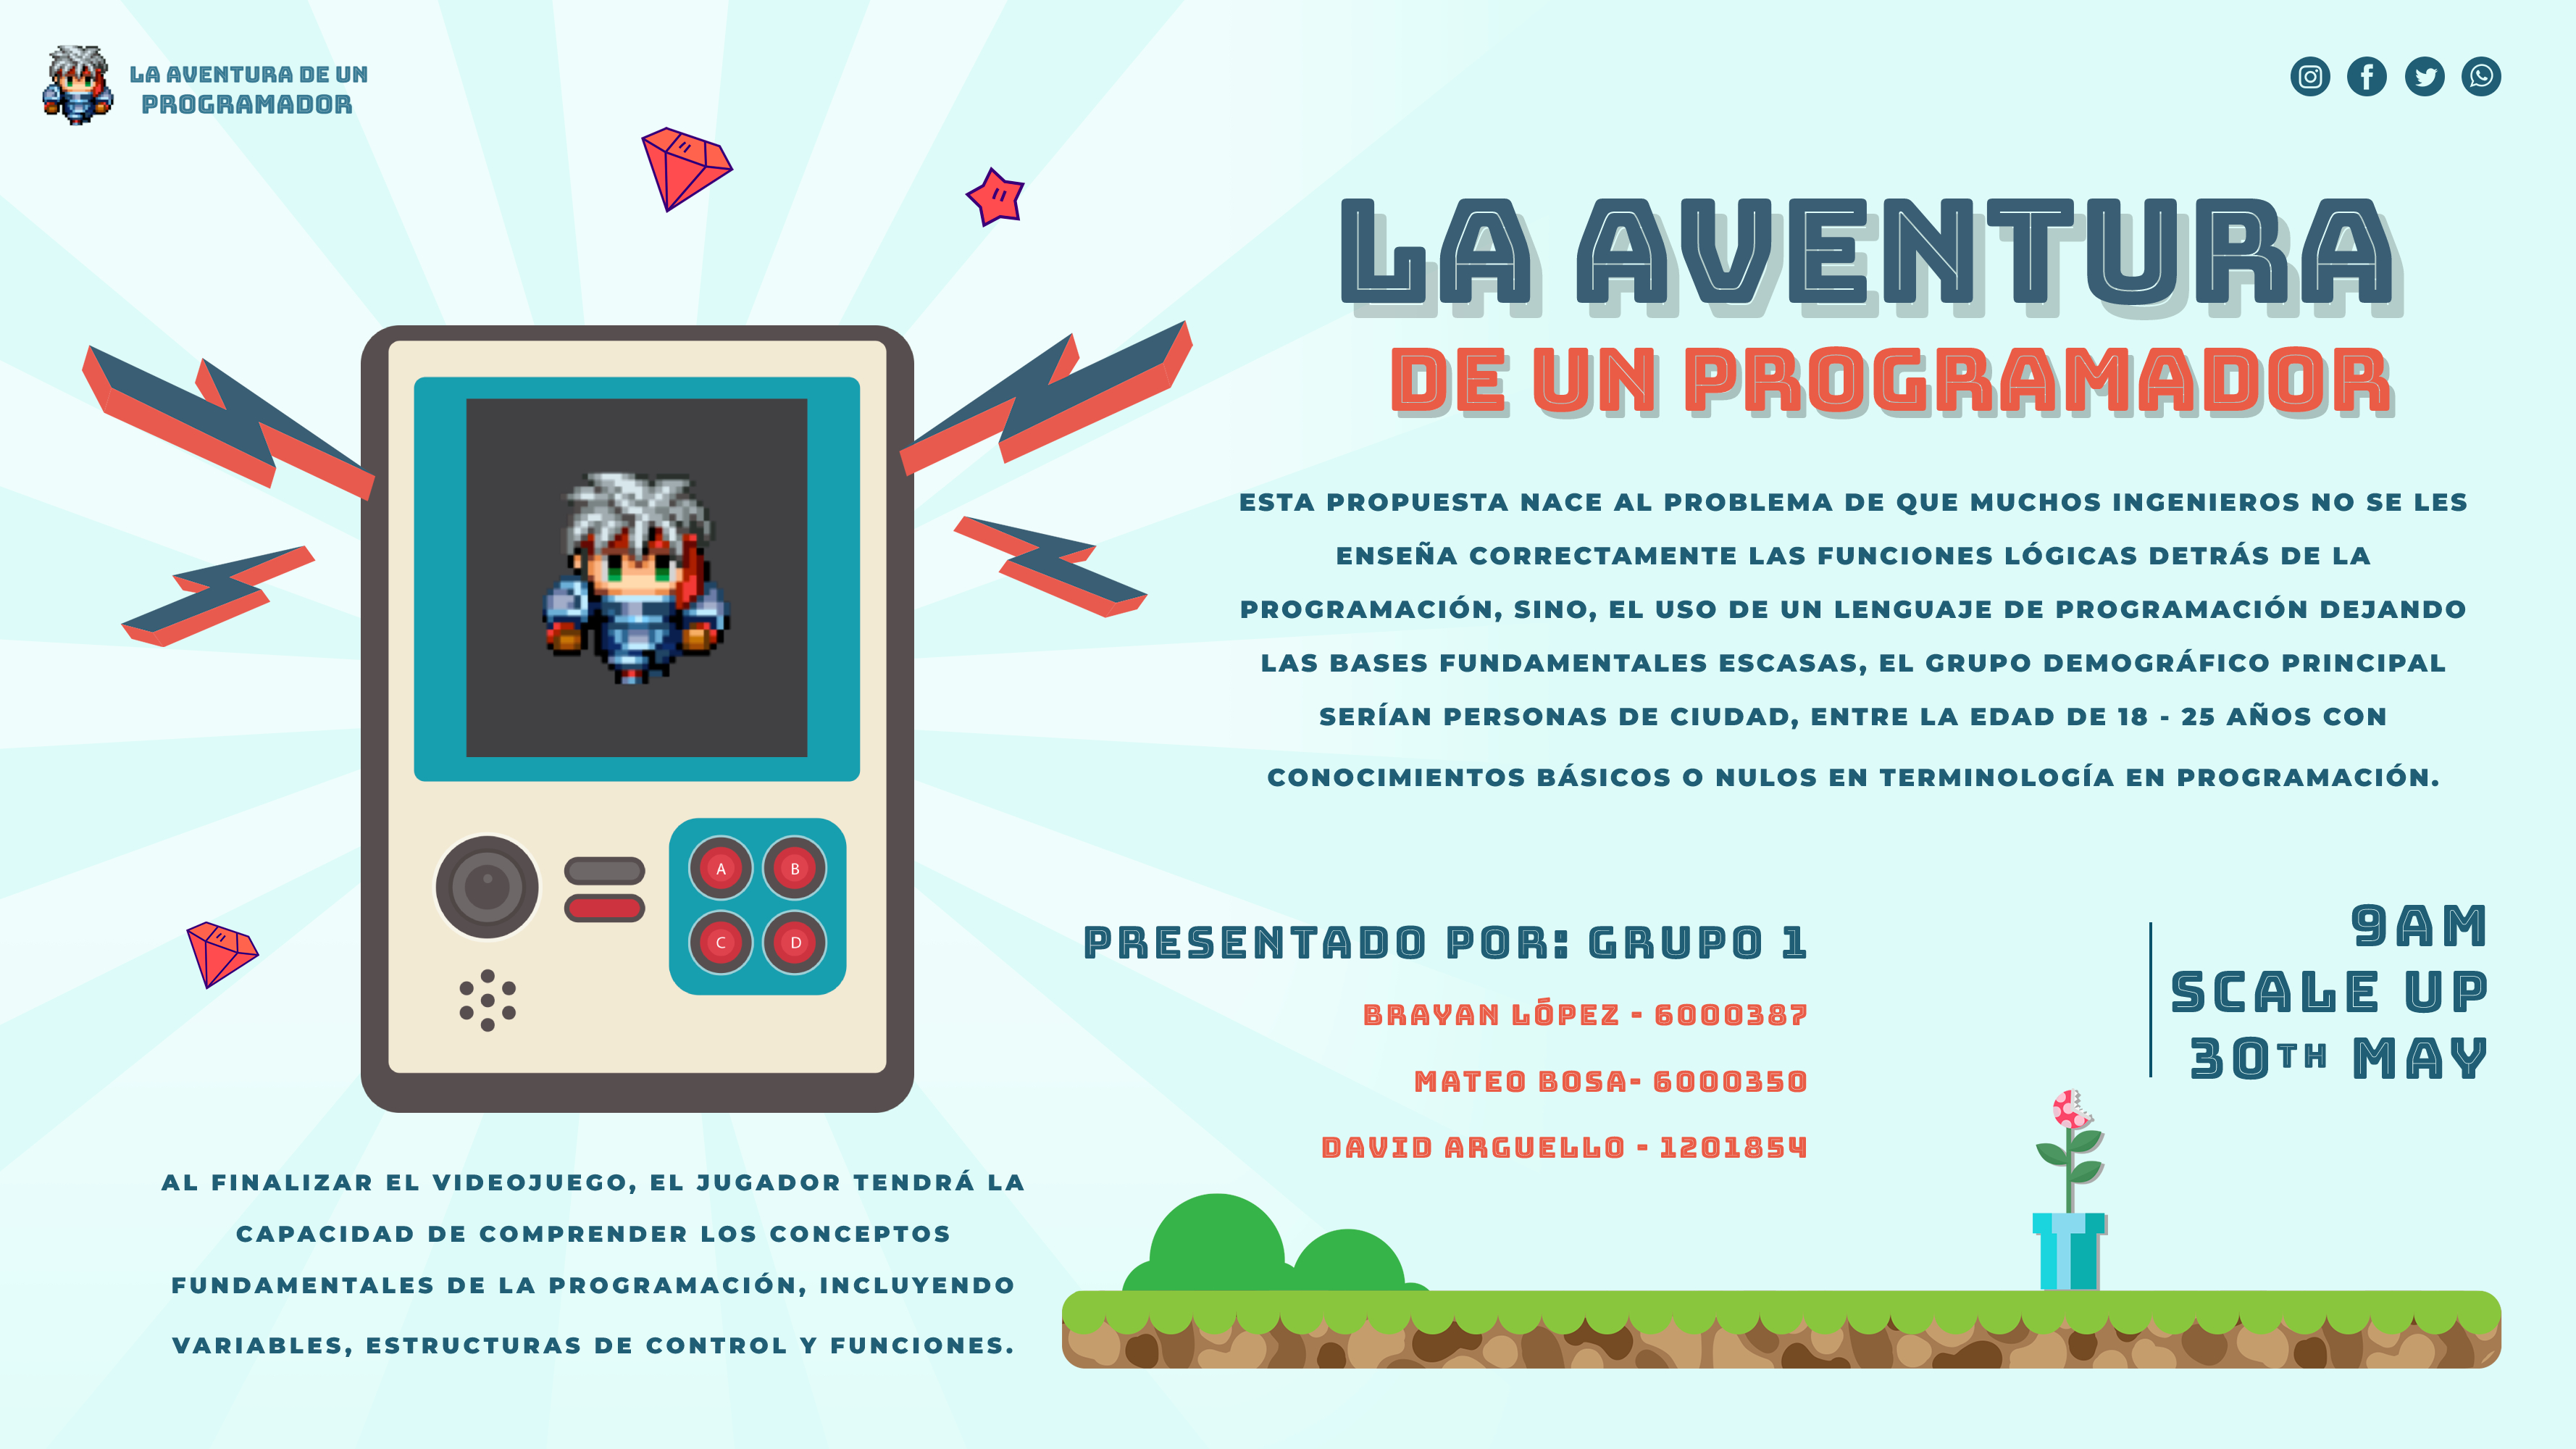 LA AVENTURA DE UN
PROGRAMADOR
LA AVENTURA
DE UN PROGRAMADOR
ESTA PROPUESTA NACE AL PROBLEMA DE QUE MUCHOS INGENIEROS NO SE LES
ENSEÑA CORRECTAMENTE LAS FUNCIONES LÓGICAS DETRÁS DE LA
PROGRAMACIÓN, SINO, EL USO DE UN LENGUAJE DE PROGRAMACIÓN DEJANDO
LAS BASES FUNDAMENTALES ESCASAS, EL GRUPO DEMOGRÁFICO PRINCIPAL
SERÍAN PERSONAS DE CIUDAD, ENTRE LA EDAD DE 18 - 25 AÑOS CON
CONOCIMIENTOS BÁSICOS O NULOS EN TERMINOLOGÍA EN PROGRAMACIÓN.
A B
C D
PRESENTADO POR: GRUPO 1
BRAYAN LÓPEZ - 6000387
MATEO BOSA- 6000350
DAVID ARGUELLO - 1201854
9AM
SCALE UP
30TH MAY
AL FINALIZAR EL VIDEOJUEGO, EL JUGADOR TENDRÁ LA
CAPACIDAD DE COMPRENDER LOS CONCEPTOS
FUNDAMENTALES DE LA PROGRAMACIÓN, INCLUYENDO
VARIABLES, ESTRUCTURAS DE CONTROL Y FUNCIONES.